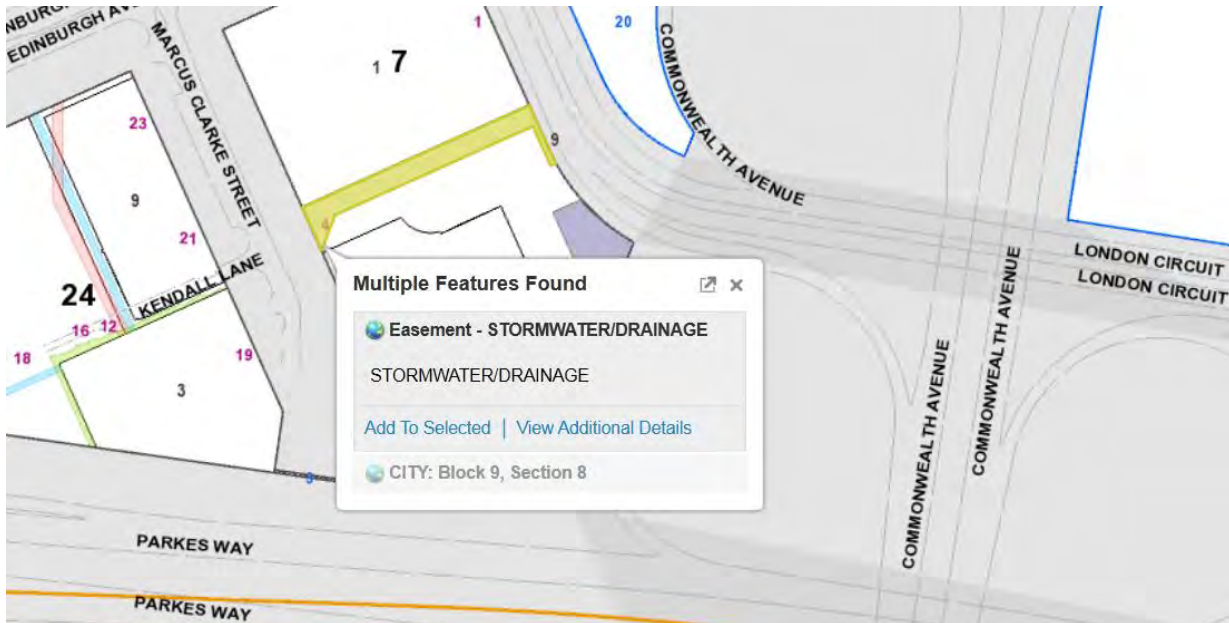 EDINBURGH AV
MARCUS CLARKE STREET
1
1 7
20
COMMONWEALTH AVENUE
23
9
9
21
4
24
KENDALL LANE
16 12
18
19
3
LONDON CIRCUIT
LONDON CIRCUIT
COMMONWEALTH AVENUE
COMMONWEALTH AVENUE
Multiple Features Found
Easement - STORMWATER/DRAINAGE
STORMWATER/DRAINAGE
Add To Selected | View Additional Details
CITY: Block 9, Section 8
PARKES WAY
PARKES WAY